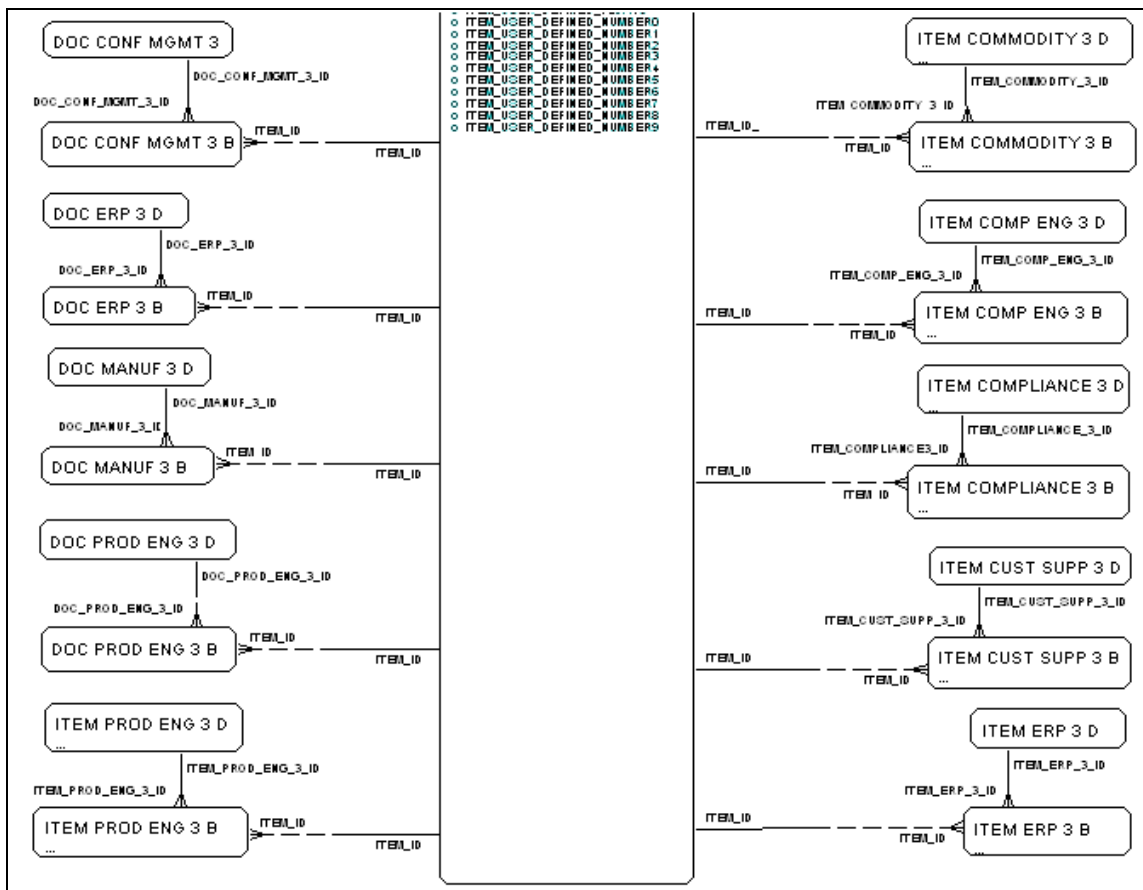 ITEM_USER_DEFINED_NUMBER0
ITEM_USER_DEFINED_NUMBER1
ITEM_USER_DEFINED_NUMBER2
ITEM_USER_DEFINED_NUMBER3
ITEM_USER_DEFINED_NUMBER4
ITEM_USER_DEFINED_NUMBER5
ITEM_USER_DEFINED_NUMBER6
ITEM_USER_DEFINED_NUMBER7
ITEM_USER_DEFINED_NUMBER8
ITEM_USER_DEFINED_NUMBER9
DOC CONF MGMT 3
DOC_CONF_MGMT_3_ID
DOC_CONF_MGMT_3_ID
DOC CONF MGMT 3 B
ITEM_ID
ITEM_ID
DOC ERP 3 D
DOC_ERP_3_ID
DOC_ERP_3_ID
DOC ERP 3 B
ITEM_ID
ITEM_ID
DOC MANUF 3 D
DOC_MANUF_3_ID
DOC_MANUF_3_ID
DOC MANUF 3 B
ITEM_ID
ITEM_ID
DOC PROD ENG 3 D
DOC_PROD_ENG_3_ID
DOC_PROD_ENG_3_ID
DOC PROD ENG 3 B
ITEM_ID
ITEM_ID
ITEM PROD ENG 3 D
...
ITEM_PROD_ENG_3_ID
ITEM_PROD_ENG_3_ID
ITEM PROD ENG 3 B
...
ITEM_ID
ITEM_ID
ITEM COMMODITY 3 D
...
ITEM_COMMODITY_3_ID
ITEM_COMMODITY_3_ID
ITEM_ID_
ITEM_ID
ITEM COMMODITY 3 B
...
ITEM COMP ENG 3 D
ITEM_COMP_ENG_3_ID
ITEM_COMP_ENG_3_ID
ITEM_ID
ITEM_ID
ITEM COMP ENG 3 B
...
ITEM COMPLIANCE 3 D
...
ITEM_COMPLIANCE_3_ID
ITEM_COMPLIANCE3_ID
ITEM_ID
ITEM_ID
ITEM COMPLIANCE 3 B
...
ITEM CUST SUPP 3 D
ITEM_CUST_SUPP_3_ID
ITEM_CUST_SUPP_3_ID
ITEM_ID
ITEM_ID
ITEM CUST SUPP 3 B
...
ITEM ERP 3 D
ITEM_ERP_3_ID
ITEM_ERP_3_ID
ITEM_ID
ITEM_ID
ITEM ERP 3 B
...